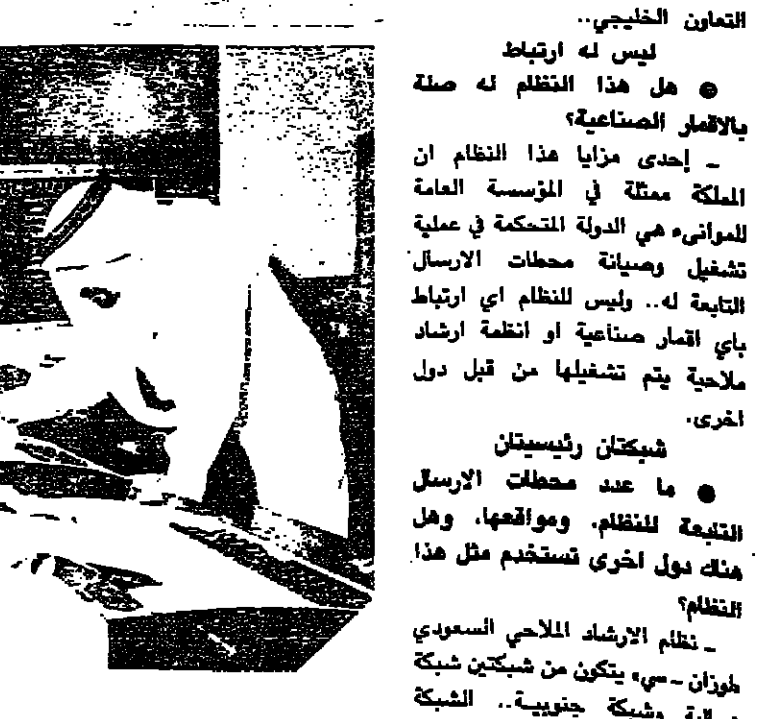 التعاون الخليجي..
ليس له ارتباط
● هل هذا النظام له صلة
بالاقمار الصناعية؟
ـ إحدى مزايا هذا النظام ان
المملكة ممثلة في المؤسسة العامة
للموانىء هي الدولة المتحكمة في عملية
تشغيل وصيانة محطات الارسال
التابعة له.. وليس للنظام اي ارتباط
باي اقمار صناعية او انظمة ارشاد
ملاحية يتم تشغيلها من قبل دول
اخرى.
شبكتان رئيسيتان
● ما عدد محطات الارسال
التابعة للنظام، ومواقعها، وهل
هناك دول اخرى تستخدم مثل هذا
النظام؟
ـ نظام الارشاد الملاحي السعودي
«لوران ـ سي» يتكون من شبكتين شبكة
وشبكة جنوبية.. الشبكة